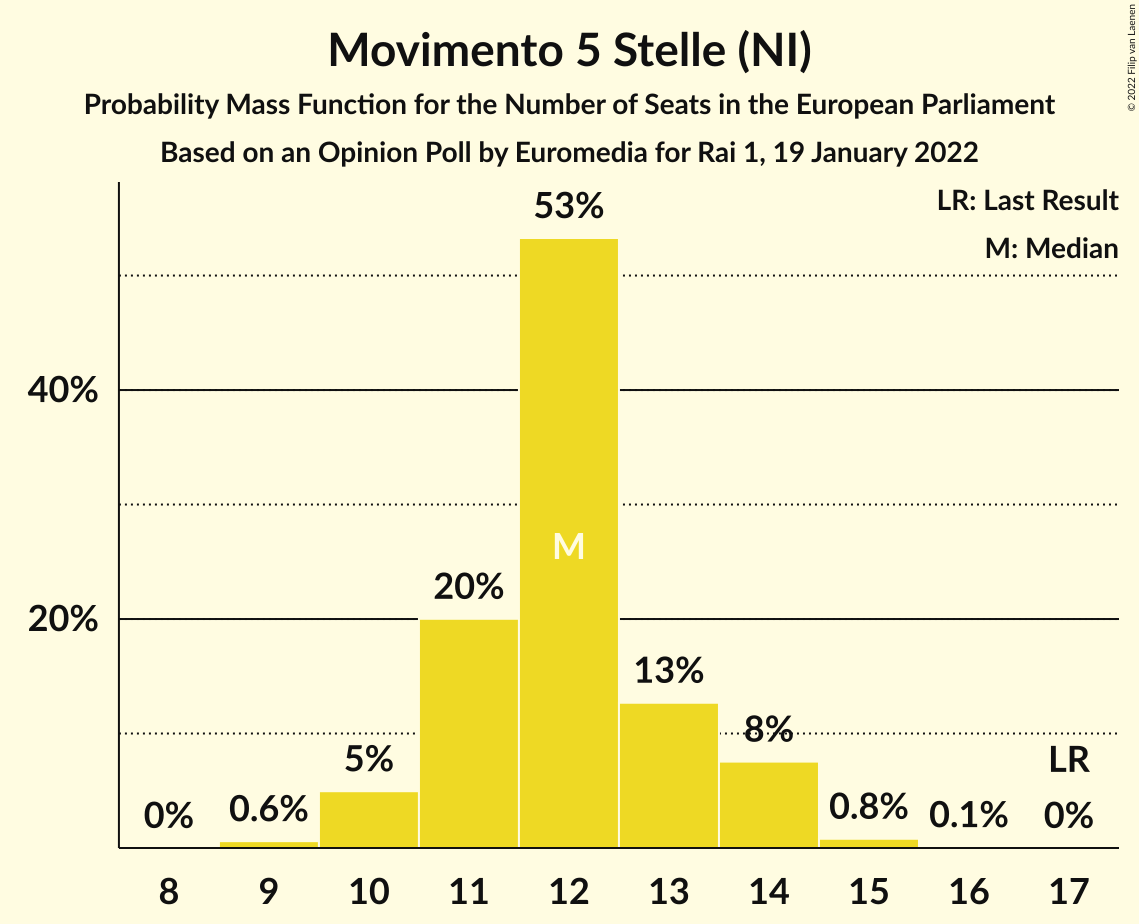 Movimento 5 Stelle (NI)
Probability Mass Function for the Number of Seats in the European Parliament
Based on an Opinion Poll by Euromedia for Rai 1, 19 January 2022
© 2022 Filip van Laenen
LR: Last Result
M: Median
53%
40%
M
20%
20%
13%
8%
5%
LR
0%
0.6%
0.8%
0.1%
0%
8 9 10 11 12 13 14 15 16 17